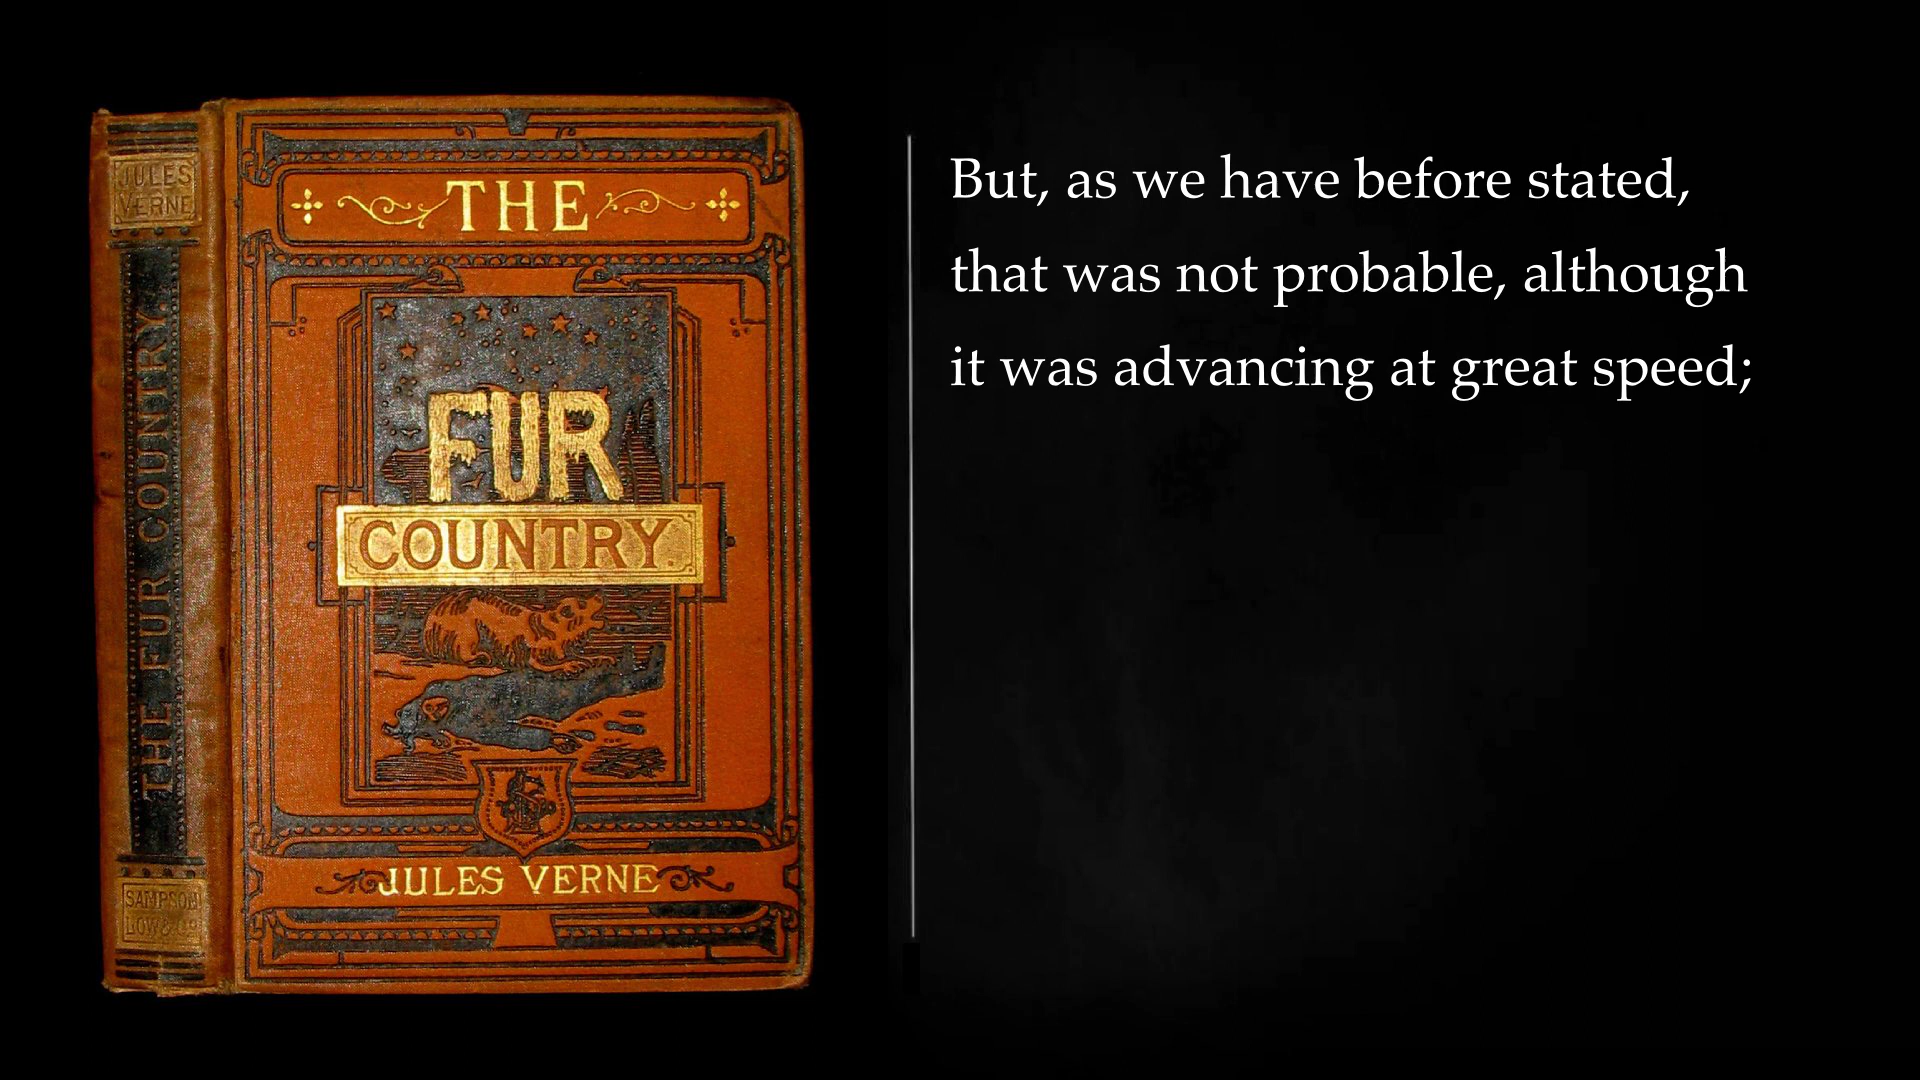 JULES
VERNE
THE FUR COUNTRY.
SAMPSON
LOW & Co
THE
FUR
COUNTRY.
JULES VERNE
But, as we have before stated,
that was not probable, although
it was advancing at great speed;